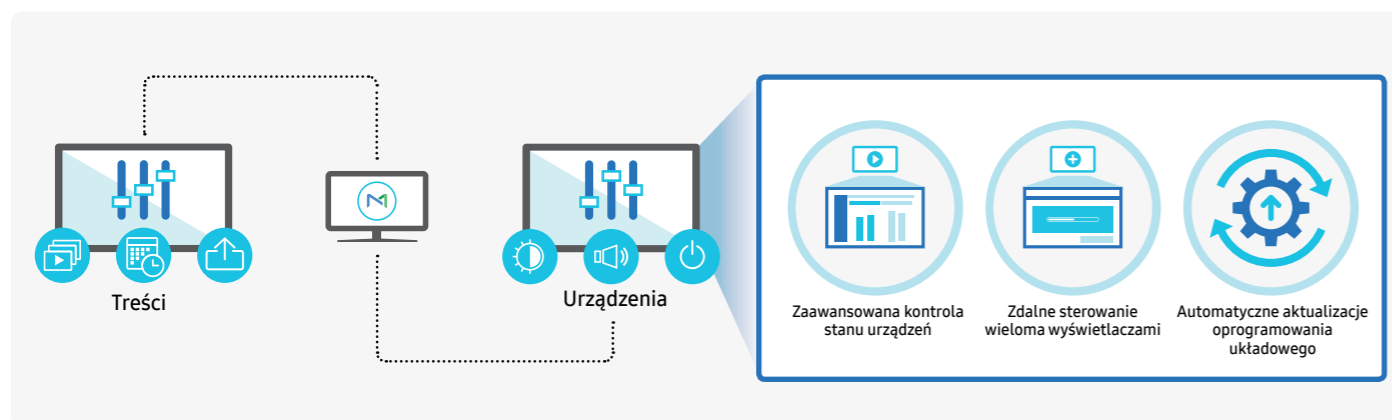 Treści
Urządzenia
Zaawansowana kontrola
stanu urządzeń
Zdalne sterowanie
wieloma wyświetlaczami
Automatyczne aktualizacje
oprogramowania
układowego